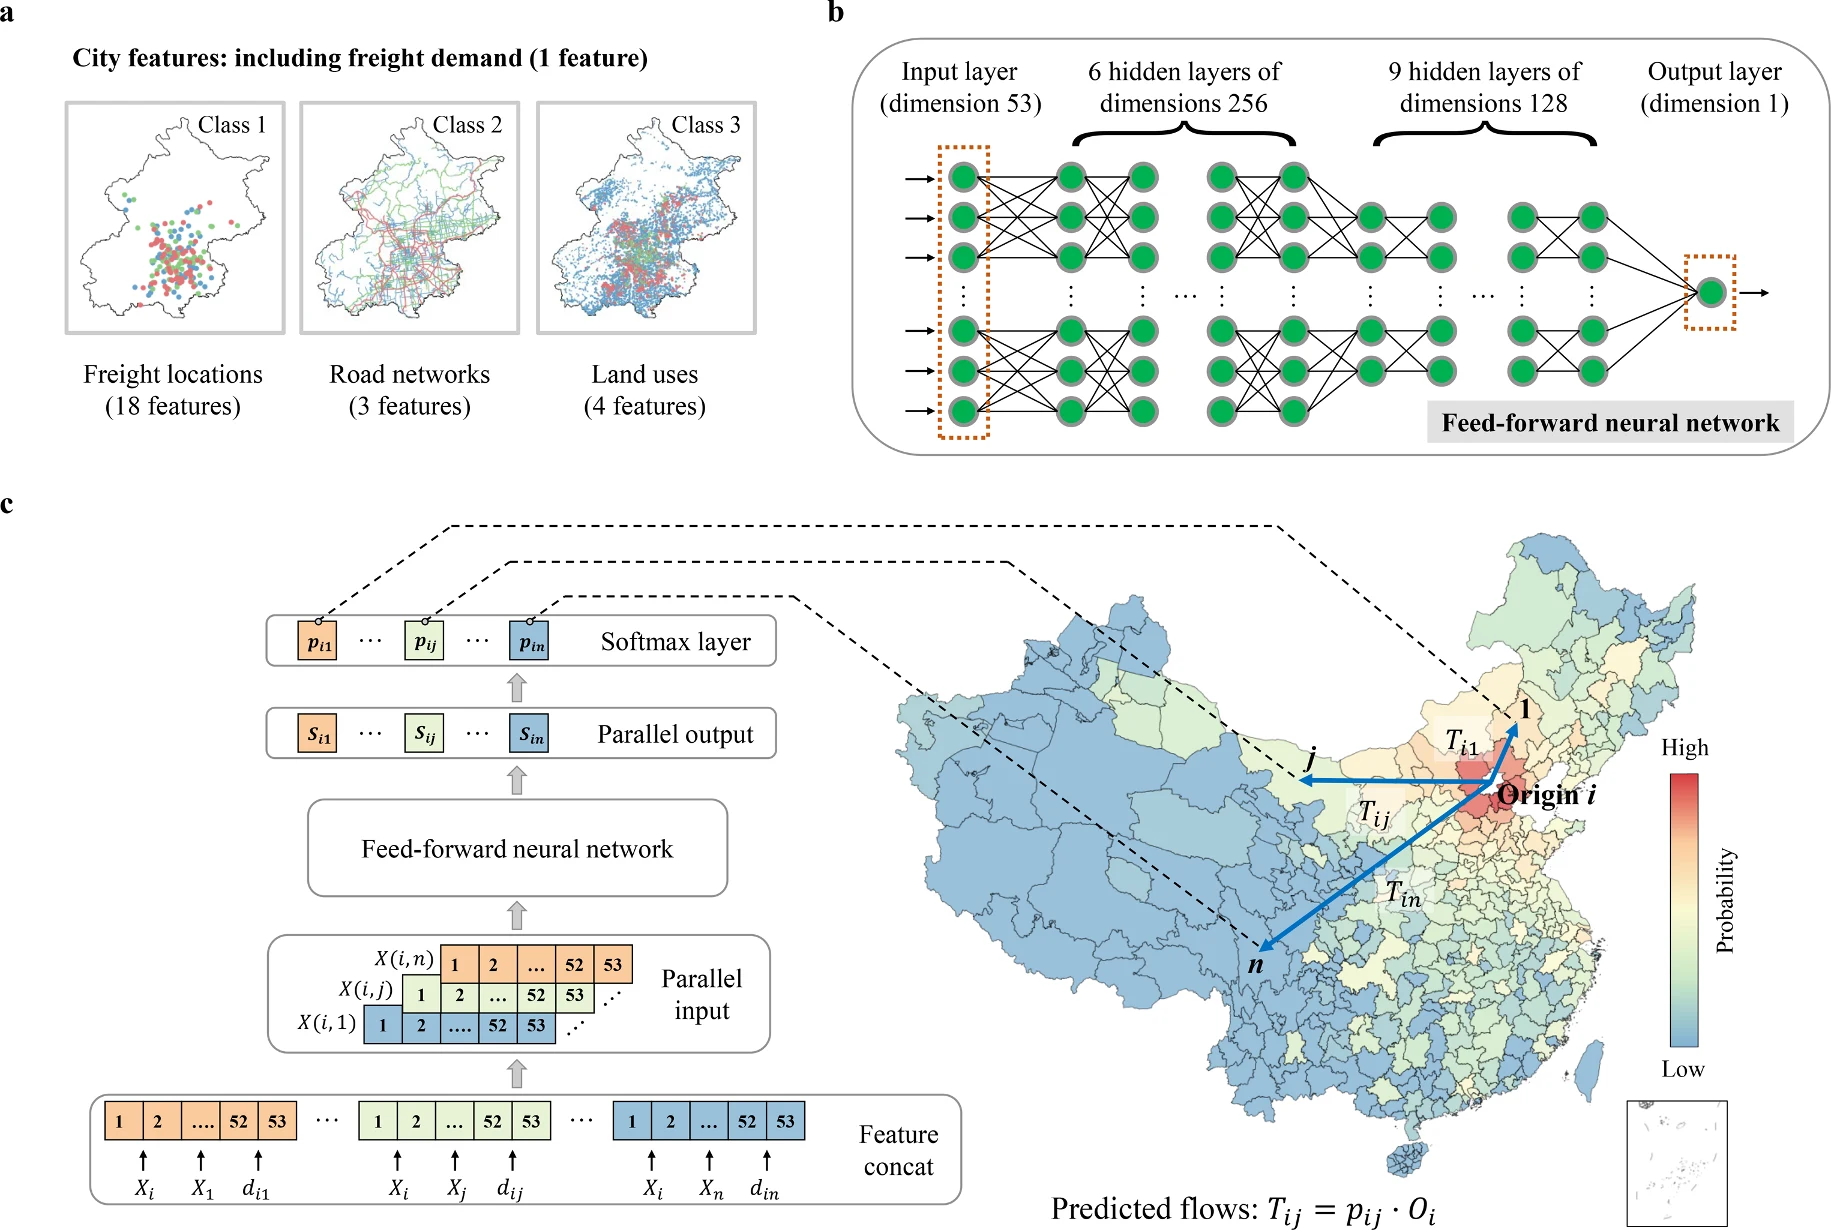 a
City features: including freight demand (1 feature)
Class 1
Class 2
Class 3
Freight locations
(18 features)
Road networks
(3 features)
Land uses
(4 features)
b
Input layer
(dimension 53)
6 hidden layers of
dimensions 256
9 hidden layers of
dimensions 128
Output layer
(dimension 1)
... ...
Feed-forward neural network
c
p_{i1} ... p_{ij} ... p_{in} Softmax layer
S_{i1} ... S_{ij} ... S_{in} Parallel output
Feed-forward neural network
X(i,n) 1 2 ... 52 53
X(i,j) 1 2 ... 52 53 ...
X(i,1) 1 2 .... 52 53 ...
Parallel
input
1 2 .... 52 53 ... 1 2 ... 52 53 ... 1 2 ... 52 53
X_i X_1 d_{i1} X_i X_j d_{ij} X_i X_n d_{in}
Feature
concat
1
T_{i1}
j
Origin i
T_{ij}
T_{in}
n
High
Probability
Low
Predicted flows: T_{ij} = p_{ij} · O_i